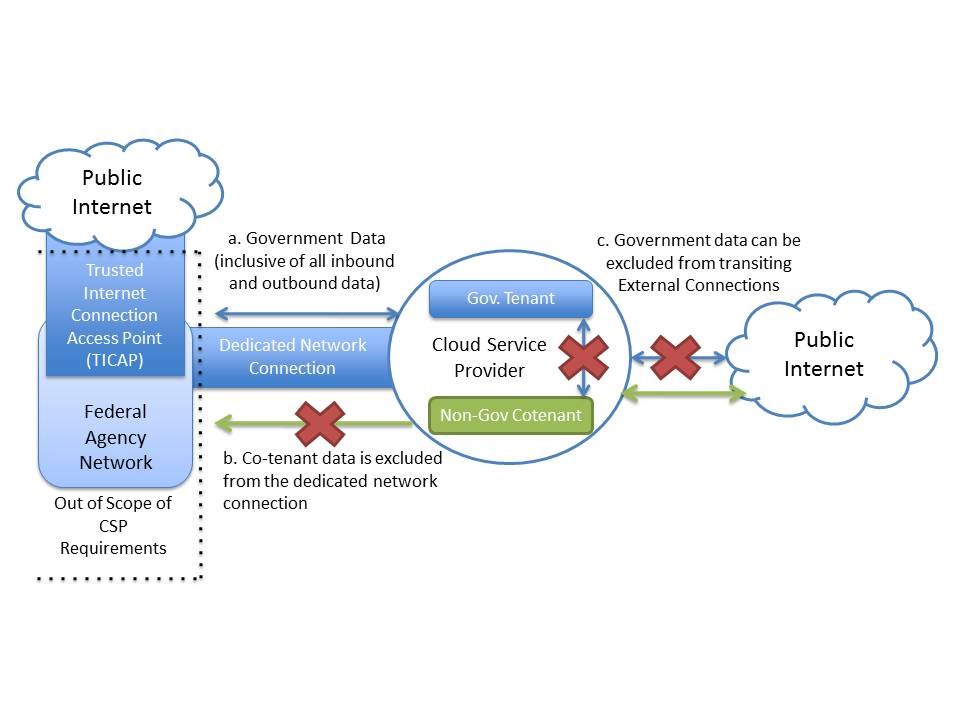 Public
Internet
Trusted
Internet
Connection
Access Point
(TICAP)
Federal
Agency
Network
Out of Scope of
CSP
Requirements
a. Government Data
(inclusive of all inbound
and outbound data)
Dedicated Network
Connection
b. Co-tenant data is excluded
from the dedicated network
connection
Gov. Tenant
Cloud Service
Provider
Non-Gov Cotenant
c. Government data can be
excluded from transiting
External Connections
Public
Internet